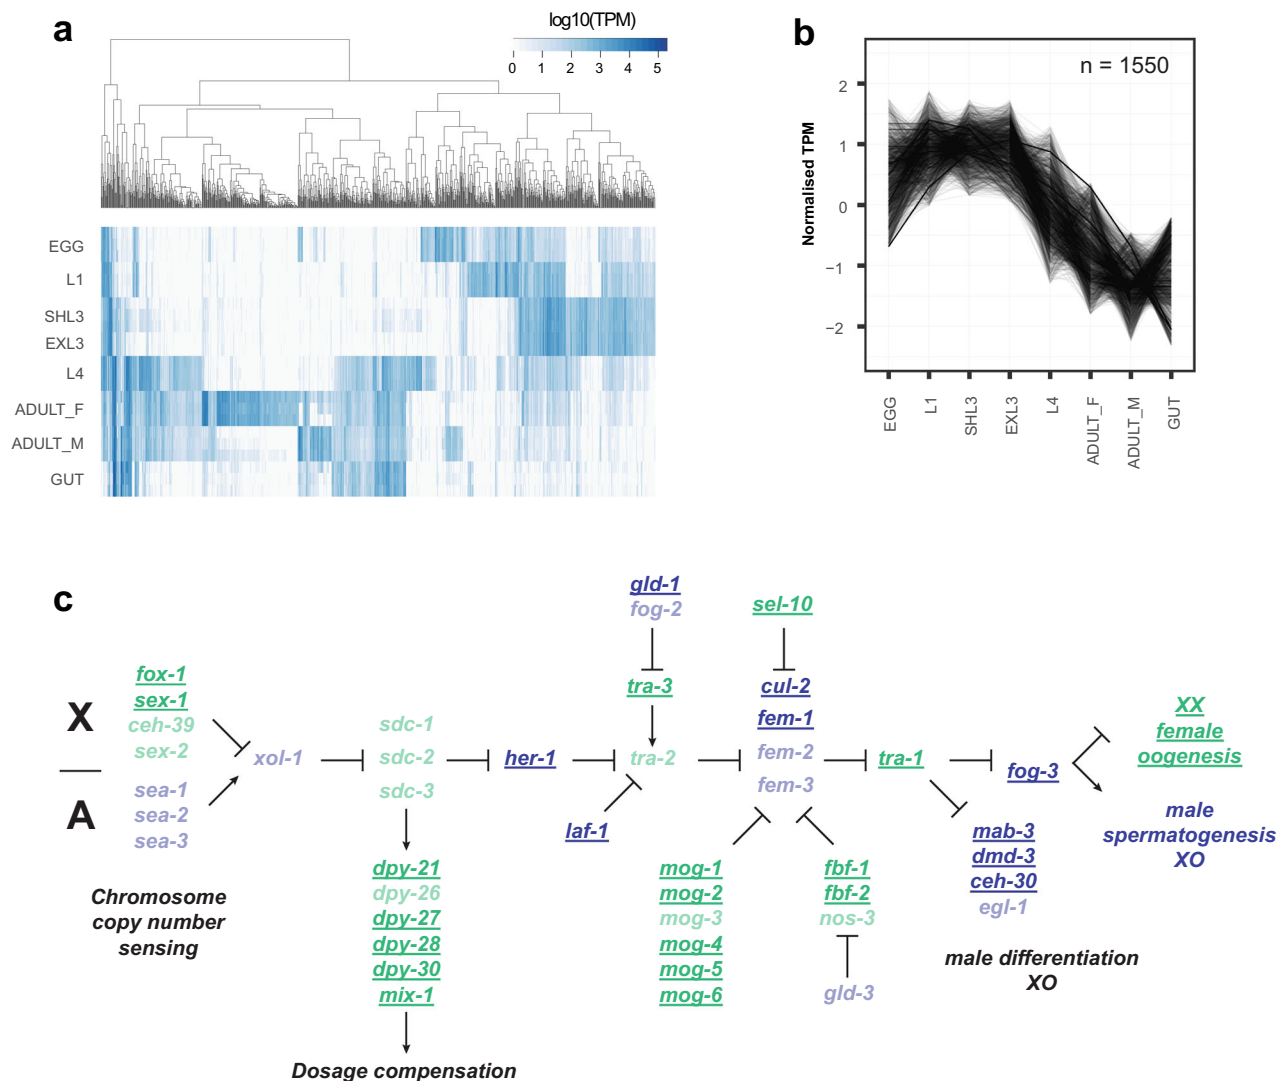 a
log10(TPM)
0 1 2 3 4 5
EGG
L1
SHL3
EXL3
L4
ADULT_F
ADULT_M
GUT
b
n = 1550
Normalised TPM
2
1
0
−1
−2
EGG
L1
SHL3
EXL3
L4
ADULT_F
ADULT_M
GUT
c
X
A
fox-1
sex-1
ceh-39
sex-2
sea-1
sea-2
sea-3
Chromosome
copy number
sensing
xol-1
sdc-1
sdc-2
sdc-3
dpy-21
dpy-26
dpy-27
dpy-28
dpy-30
mix-1
Dosage compensation
her-1
laf-1
gld-1
fog-2
tra-3
tra-2
sel-10
cul-2
fem-1
fem-2
fem-3
mog-1
mog-2
mog-3
mog-4
mog-5
mog-6
fbf-1
fbf-2
nos-3
gld-3
tra-1
fog-3
mab-3
dmd-3
ceh-30
egl-1
male differentiation
XO
XX
female
oogenesis
male
spermatogenesis
XO